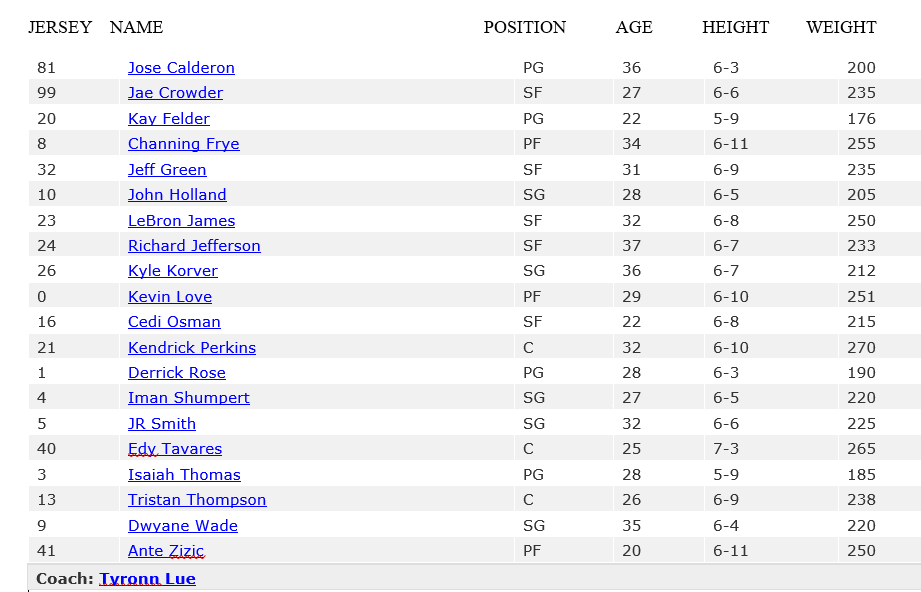 JERSEY NAME POSITION AGE HEIGHT WEIGHT
81 Jose Calderon PG 36 6-3 200
99 Jae Crowder SF 27 6-6 235
20 Kay Felder PG 22 5-9 176
8 Channing Frye PF 34 6-11 255
32 Jeff Green SF 31 6-9 235
10 John Holland SG 28 6-5 205
23 LeBron James SF 32 6-8 250
24 Richard Jefferson SF 37 6-7 233
26 Kyle Korver SG 36 6-7 212
0 Kevin Love PF 29 6-10 251
16 Cedi Osman SF 22 6-8 215
21 Kendrick Perkins C 32 6-10 270
1 Derrick Rose PG 28 6-3 190
4 Iman Shumpert SG 27 6-5 220
5 JR Smith SG 32 6-6 225
40 Edy Tavares C 25 7-3 265
3 Isaiah Thomas PG 28 5-9 185
13 Tristan Thompson C 26 6-9 238
9 Dwyane Wade SG 35 6-4 220
41 Ante Zizic PF 20 6-11 250
Coach: Tyronn Lue